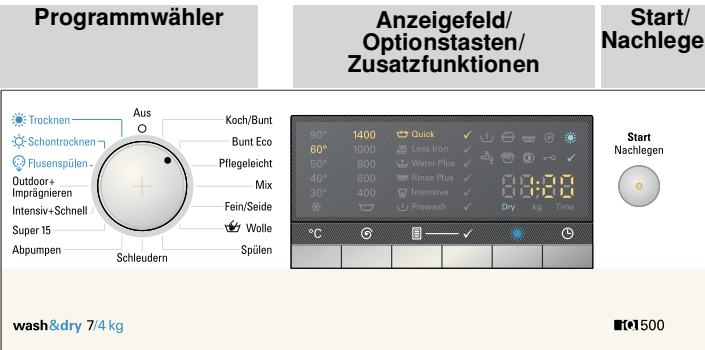 Programmwähler
Anzeigefeld/
Optionstasten/
Zusatzfunktionen
Start/
Nachlege
Aus
Trocknen
Schontrocknen
Flusenspülen
Outdoor+
Imprägnieren
Intensiv+Schnell
Super 15
Abpumpen
Schleudern
Koch/Bunt
Bunt Eco
Pflegeleicht
Mix
Fein/Seide
Wolle
Spülen
90° 1400 Quick ✓
60° 1000 Less Iron ✓
50° 800 Water Plus ✓
40° 600 Rinse Plus ✓
30° 400 Intensive ✓
Prewash ✓
1:20
Dry kg Time
°C
Start
Nachlegen
wash&dry 7/4 kg
iQ500